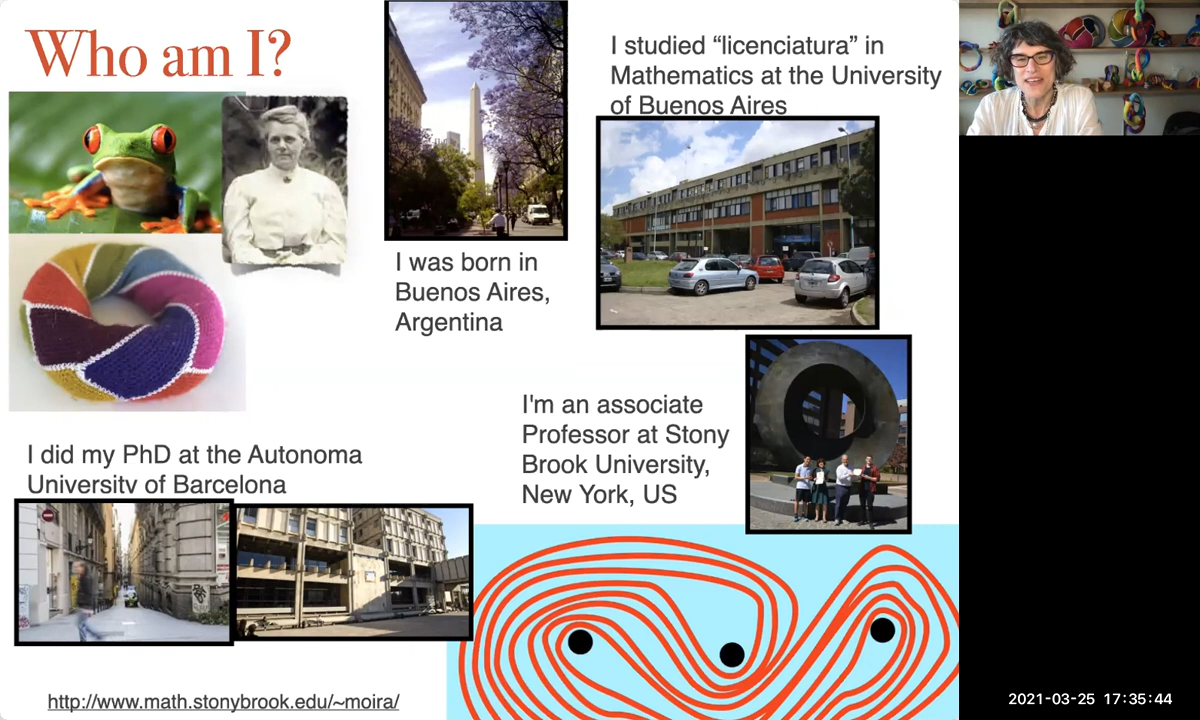 Who am I?
I was born in
Buenos Aires,
Argentina
I studied “licenciatura” in
Mathematics at the University
of Buenos Aires
I did my PhD at the Autonoma
University of Barcelona
I'm an associate
Professor at Stony
Brook University,
New York, US
http://www.math.stonybrook.edu/~moira/
2021-03-25 17:35:44